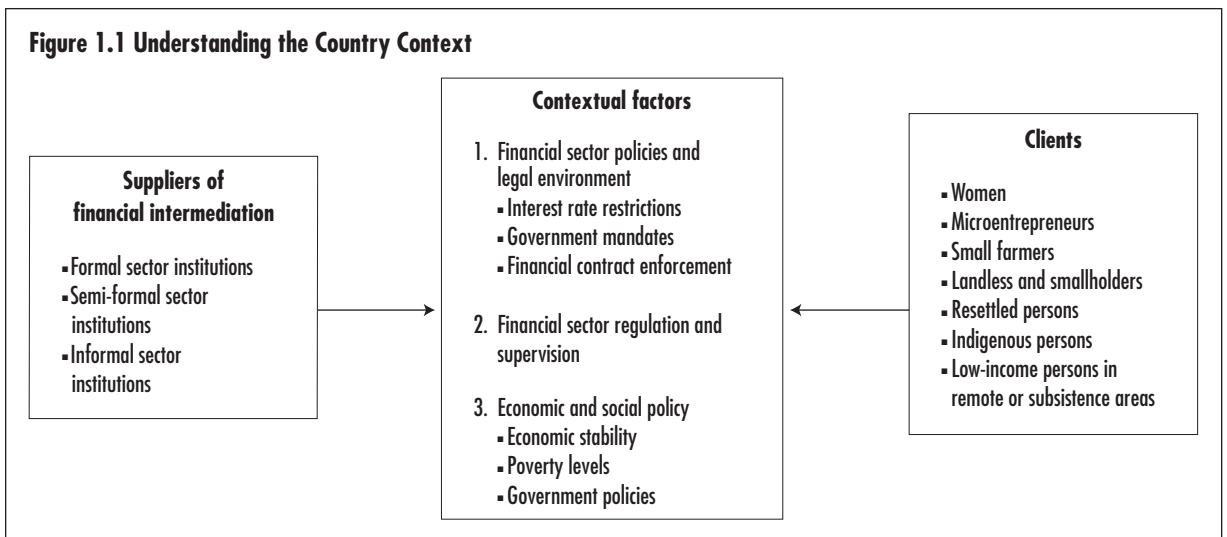 Figure 1.1 Understanding the Country Context
Suppliers of
financial intermediation
▪Formal sector institutions
▪Semi-formal sector
institutions
▪Informal sector
institutions
Contextual factors
1. Financial sector policies and
legal environment
▪Interest rate restrictions
▪Government mandates
▪Financial contract enforcement
2. Financial sector regulation and
supervision
3. Economic and social policy
▪Economic stability
▪Poverty levels
▪Government policies
Clients
▪Women
▪Microentrepreneurs
▪Small farmers
▪Landless and smallholders
▪Resettled persons
▪Indigenous persons
▪Low-income persons in
remote or subsistence areas